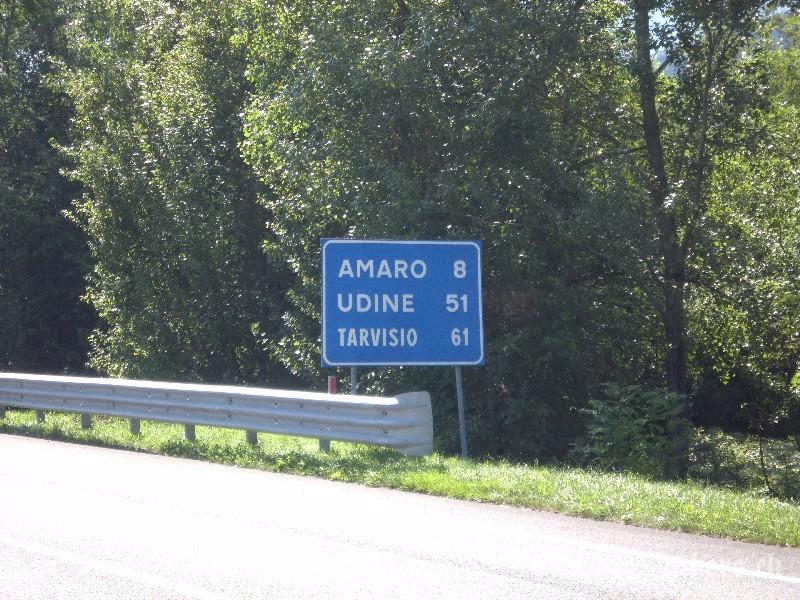 AMARO 8
UDINE 51
TARVISIO 61